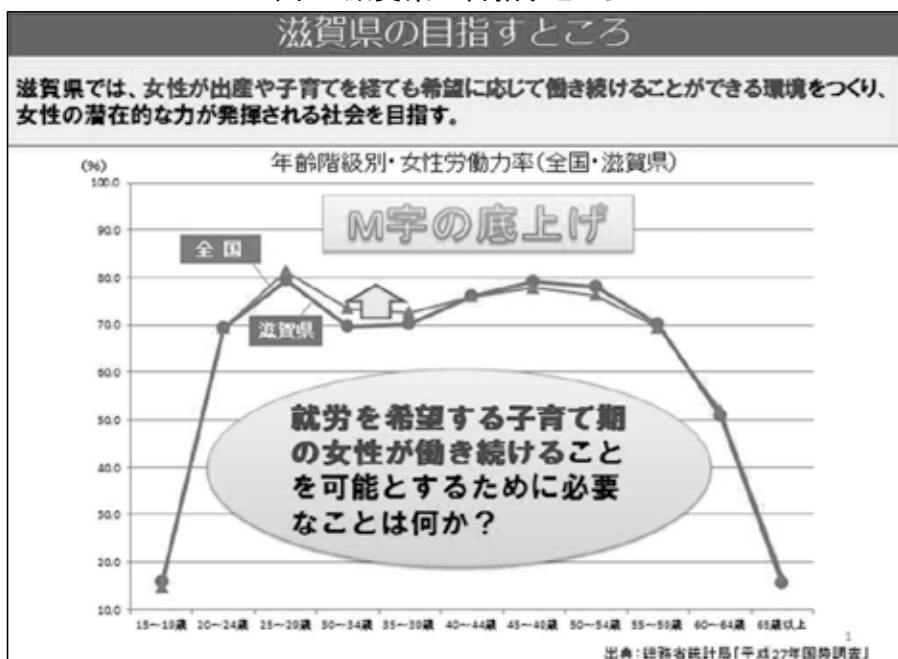 滋賀県の目指すところ
滋賀県では、女性が出産や子育てを経ても希望に応じて働き続けることができる環境をつくり、
女性の潜在的な力が発揮される社会を目指す。
年齢階級別・女性労働力率(全国・滋賀県)
(%)
100.0
90.0
80.0
70.0
60.0
50.0
40.0
30.0
20.0
10.0
M字の底上げ
全国
滋賀県
就労を希望する子育て期
の女性が働き続けること
を可能とするために必要
なことは何か？
15～19歳 20～24歳 25～29歳 30～34歳 35～39歳 40～44歳 45～49歳 50～54歳 55～59歳 60～64歳 65歳以上
1
出典：総務省統計局「平成27年国勢調査」